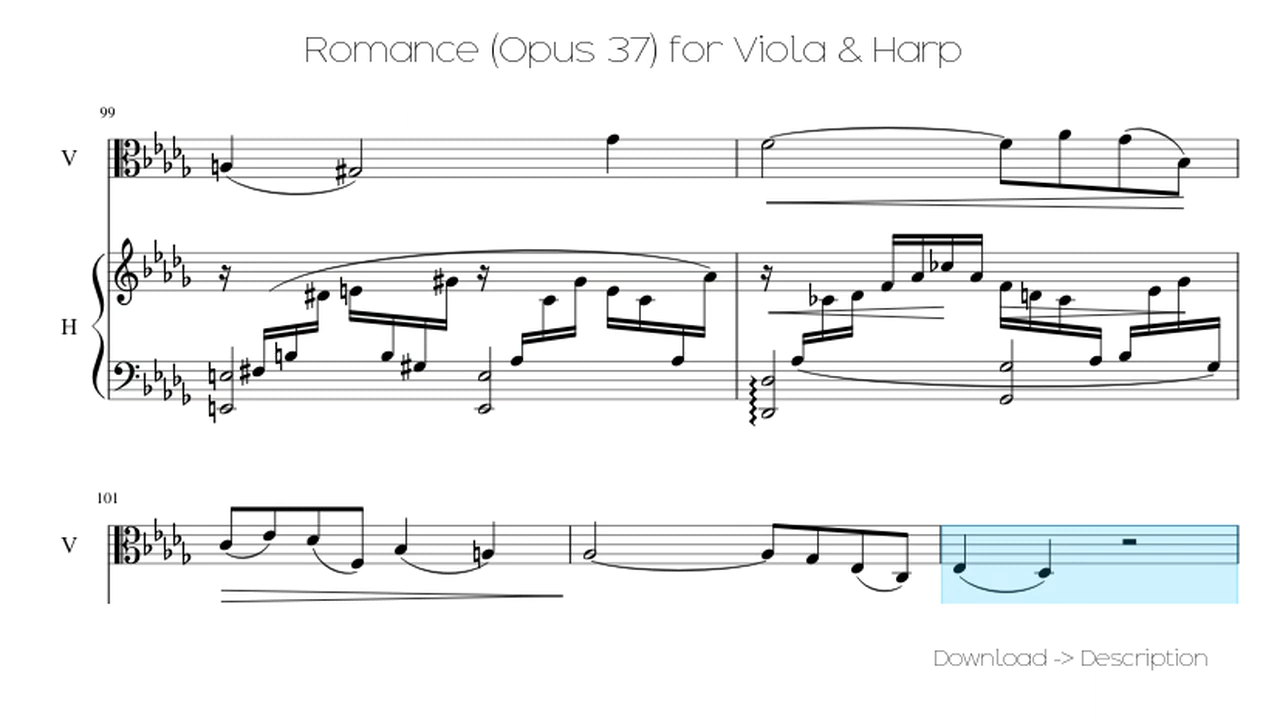 Romance (Opus 37) for Viola & Harp
99
V
H
101
V
Download -> Description